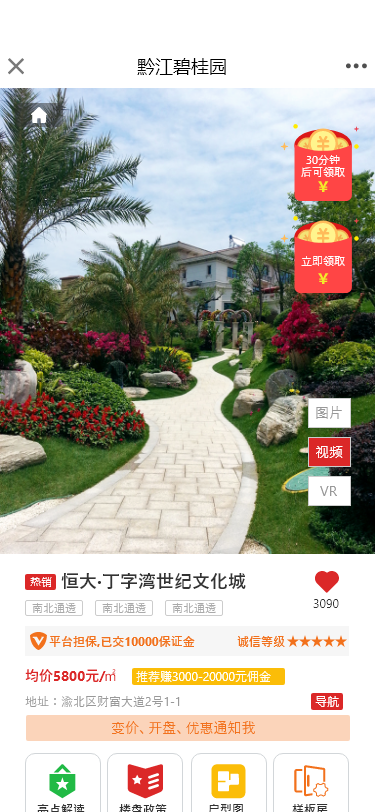 黔江碧桂园
30分钟
后可领取
¥
¥
立即领取
¥
¥
图片
视频
VR
热销 恒大·丁字湾世纪文化城
南北通透 南北通透 南北通透
3090
平台担保,已交10000保证金 诚信等级★★★★★
均价5800元/㎡ 推荐赚3000-20000元佣金
地址：渝北区财富大道2号1-1 导航
变价、开盘、优惠通知我
亮点解读 楼盘政策 户型图 样板房